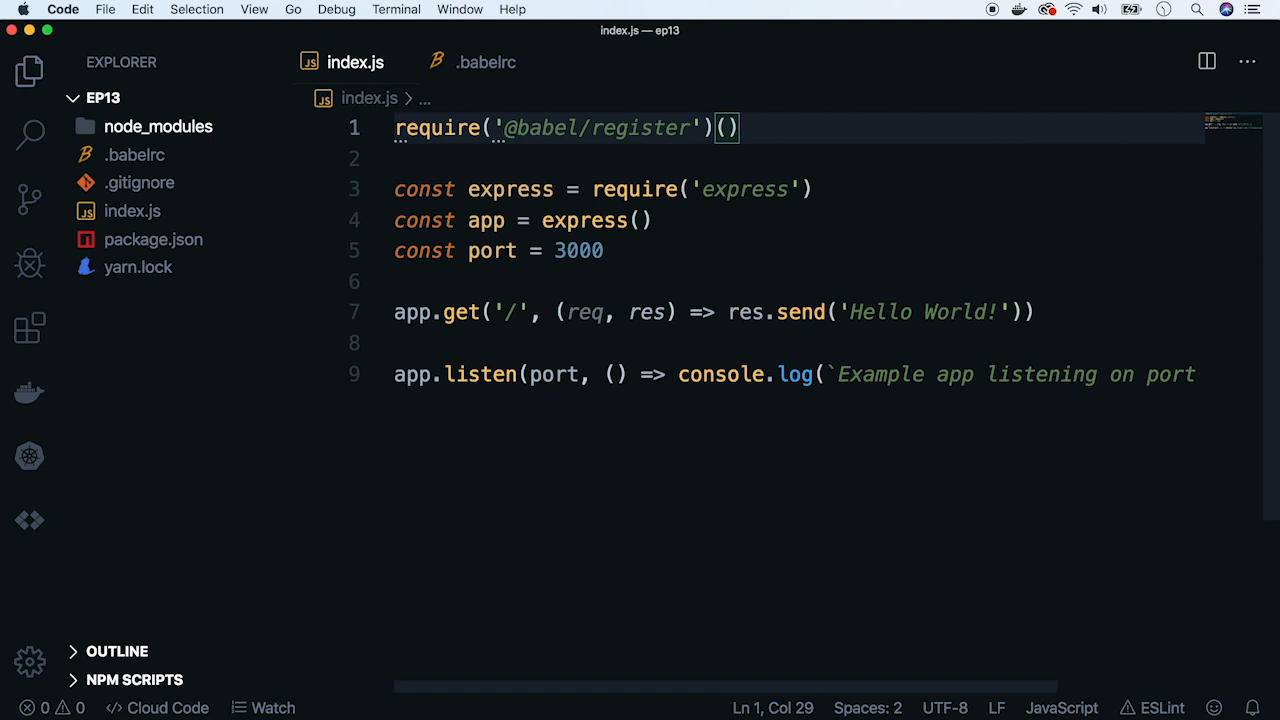 Code File Edit Selection View Go Debug Terminal Window Help
index.js — ep13
EXPLORER
JS index.js
B .babelrc
EP13
JS index.js > ...
node_modules
.babelrc
.gitignore
JS index.js
package.json
yarn.lock
1 require('@babel/register')()
2
3 const express = require('express')
4 const app = express()
5 const port = 3000
6
7 app.get('/', (req, res) => res.send('Hello World!'))
8
9 app.listen(port, () => console.log(`Example app listening on port
OUTLINE
NPM SCRIPTS
0 0 Cloud Code Watch Ln 1, Col 29 Spaces: 2 UTF-8 LF JavaScript ESLint